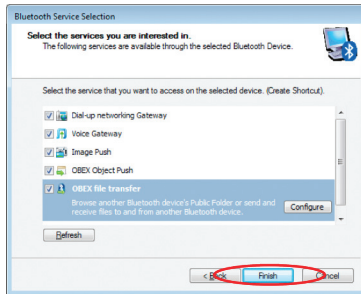 Bluetooth Service Selection
Select the services you are interested in.
The following services are available through the selected Bluetooth Device.
Select the service that you want to access on the selected device. (Create Shortcut).
Dial-up networking Gateway
Voice Gateway
Image Push
OBEX Object Push
OBEX file transfer
Browse another Bluetooth device's Public Folder or send and
receive files to and from another Bluetooth device.
Configure
Refresh
< Back Finish Cancel